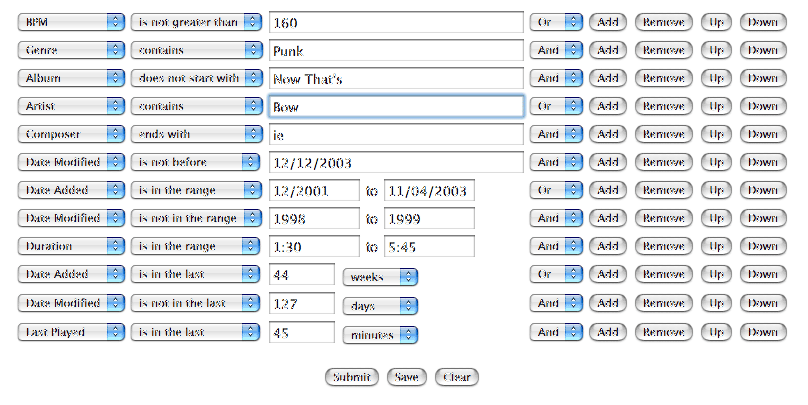 BPM is not greater than 160 Or Add Remove Up Down
Genre contains Punk And Add Remove Up Down
Album does not start with Now That's And Add Remove Up Down
Artist contains Bow Or Add Remove Up Down
Composer ends with ie And Add Remove Up Down
Date Modified is not before 12/12/2003 And Add Remove Up Down
Date Added is in the range 12/2001 to 11/04/2003 Or Add Remove Up Down
Date Modified is not in the range 1998 to 1999 And Add Remove Up Down
Duration is in the range 1:30 to 5:45 And Add Remove Up Down
Date Added is in the last 44 weeks Or Add Remove Up Down
Date Modified is not in the last 127 days And Add Remove Up Down
Last Played is in the last 45 minutes And Add Remove Up Down
Submit Save Clear